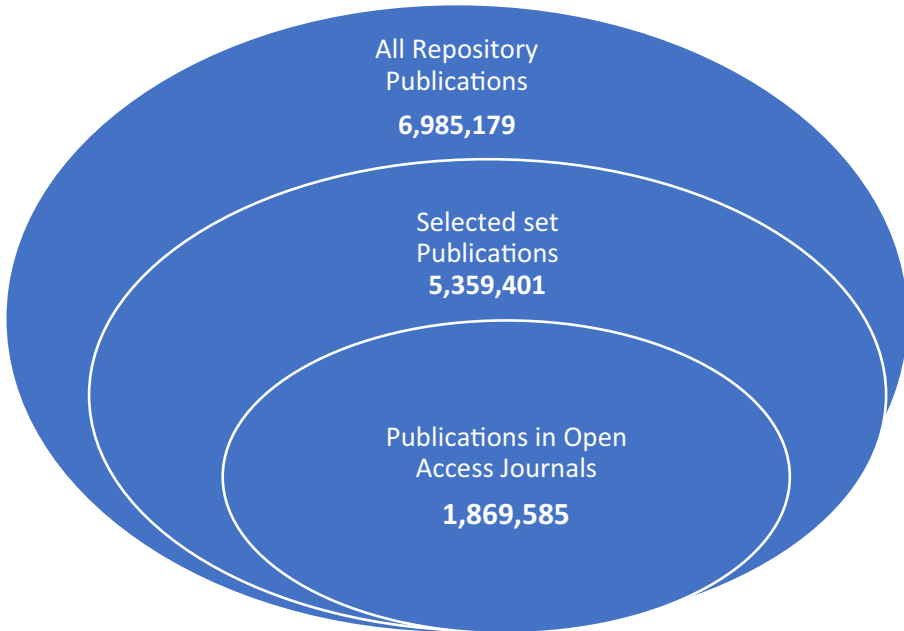 All Repository
Publications
6,985,179
Selected set
Publications
5,359,401
Publications in Open
Access Journals
1,869,585